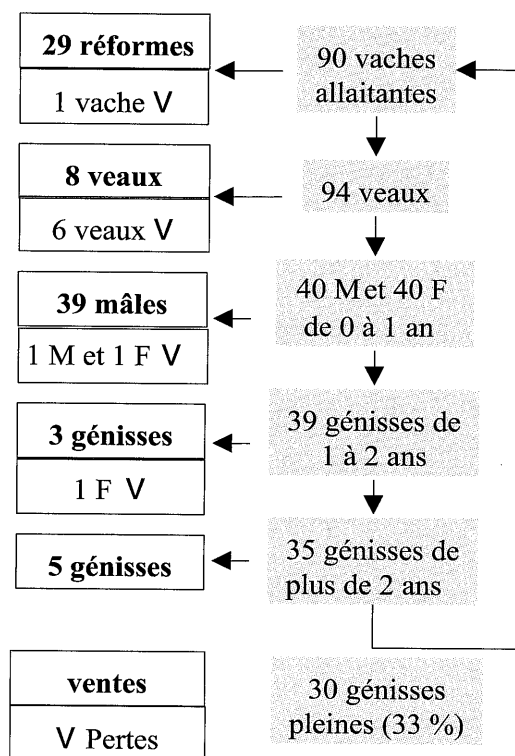 29 réformes
1 vache V
90 vaches
allaitantes
8 veaux
6 veaux V
94 veaux
39 mâles
1 M et 1 F V
40 M et 40 F
de 0 à 1 an
3 génisses
1 F V
39 génisses de
1 à 2 ans
5 génisses
35 génisses de
plus de 2 ans
ventes
V Pertes
30 génisses
pleines (33 %)